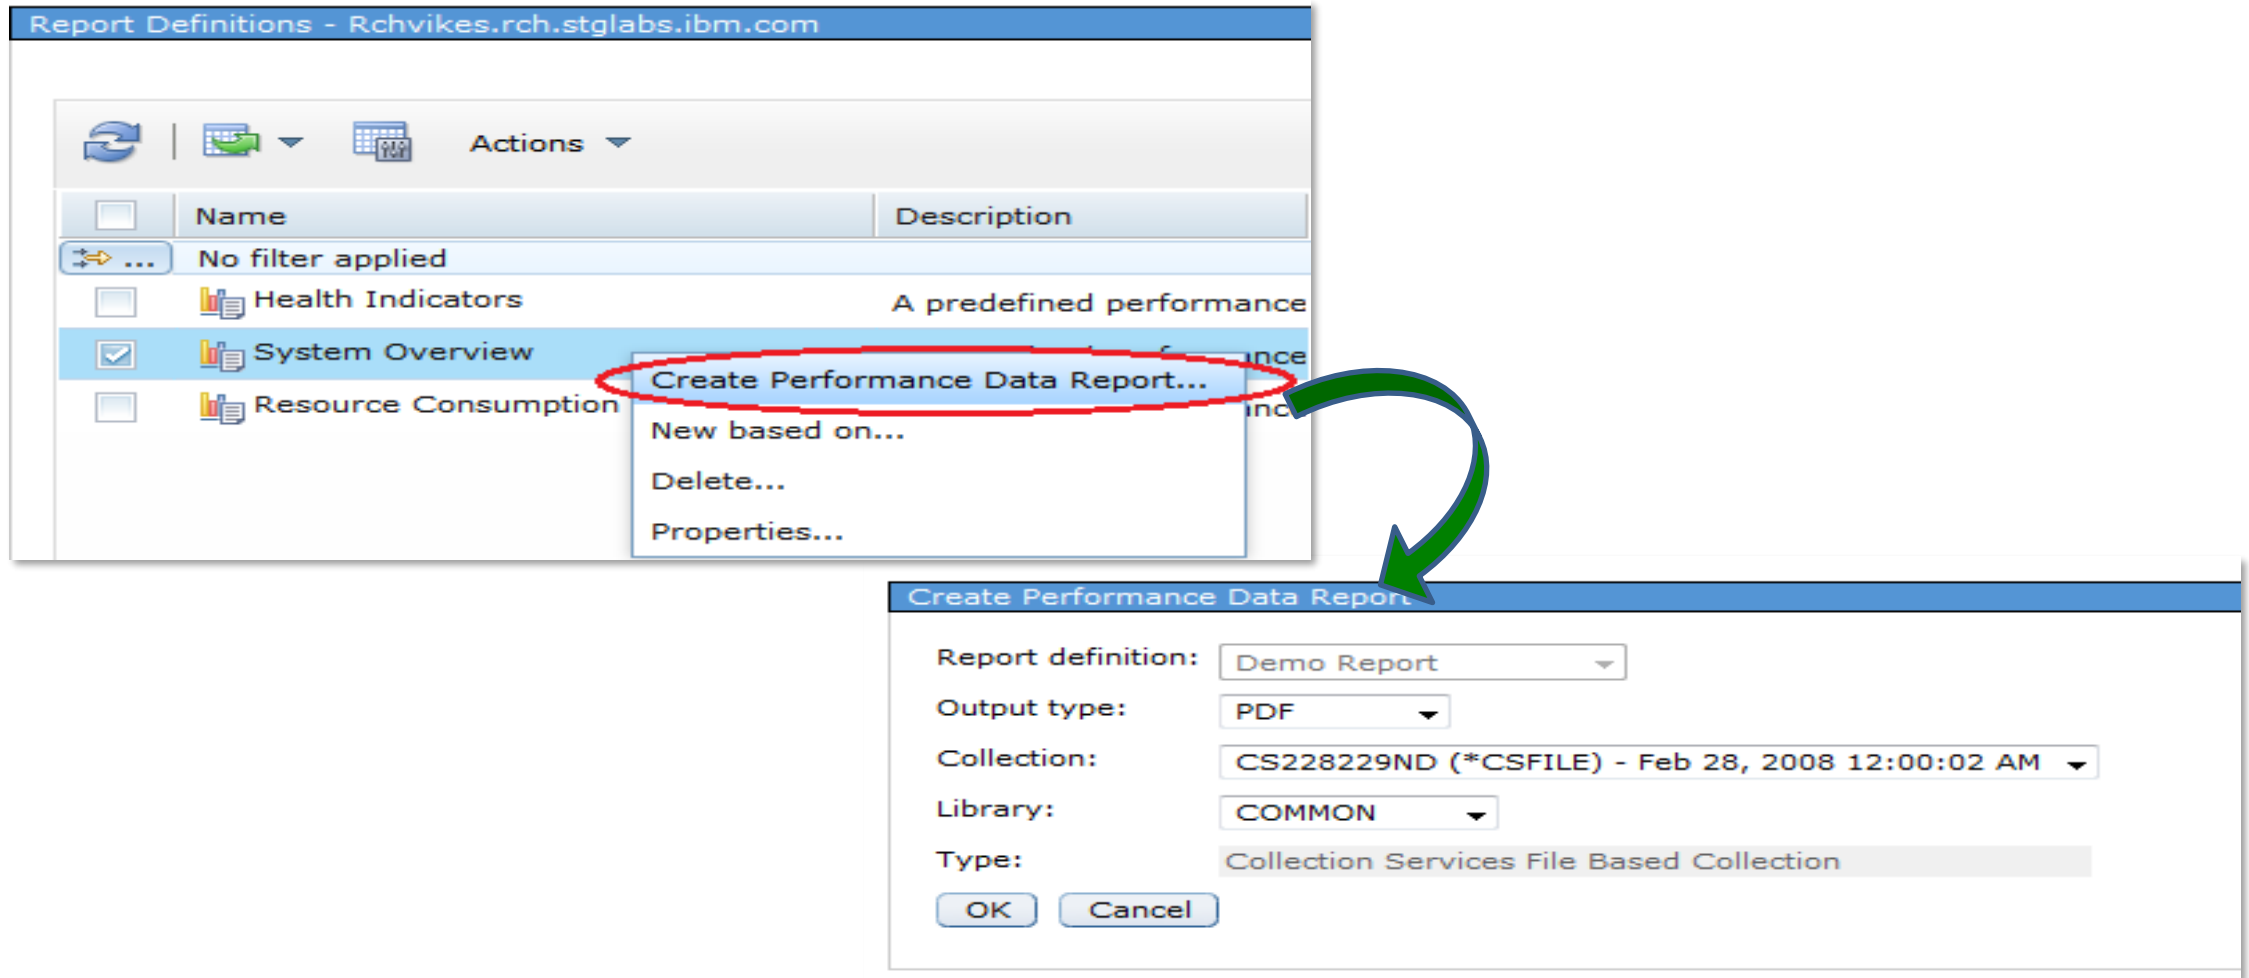 Report Definitions - Rchvikes.rch.stglabs.ibm.com
Actions
Name Description
... No filter applied
Health Indicators A predefined performance
System Overview
nce
Create Performance Data Report...
Resource Consumption
New based on...
Delete...
Properties...
Create Performance Data Report
Report definition: Demo Report
Output type: PDF
Collection: CS228229ND (*CSFILE) - Feb 28, 2008 12:00:02 AM
Library: COMMON
Type: Collection Services File Based Collection
OK Cancel